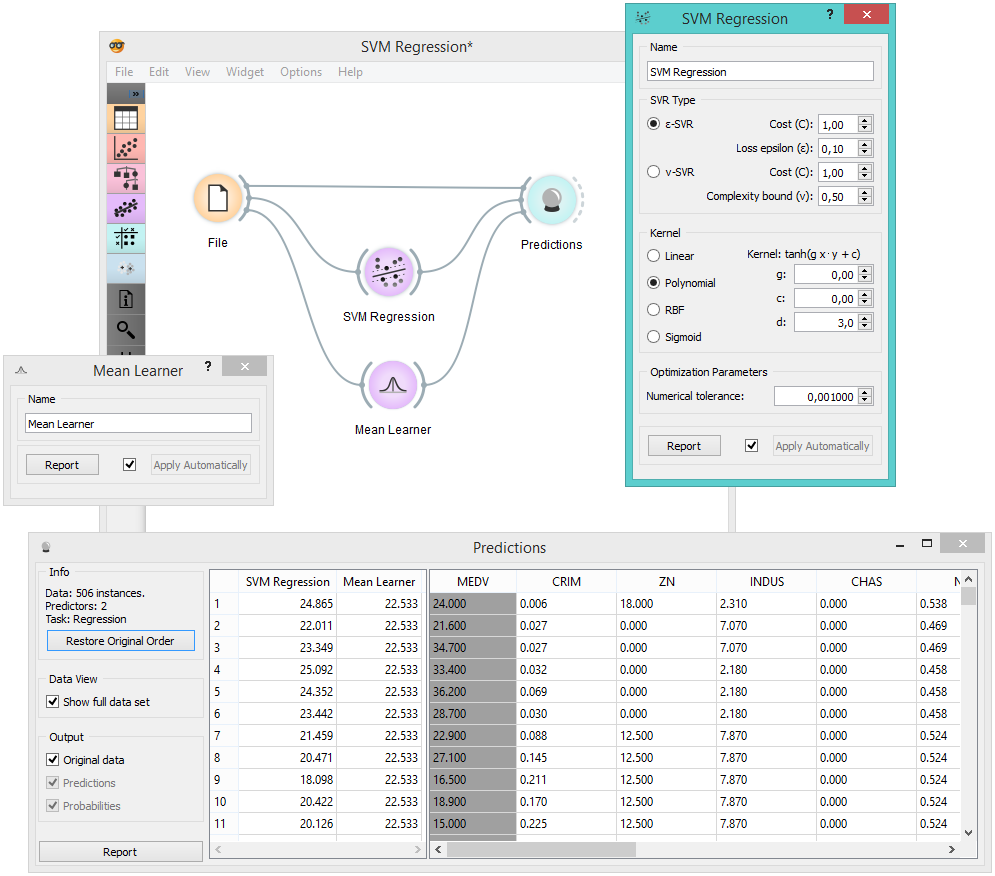 SVM Regression*
File Edit View Widget Options Help
»
File
SVM Regression
Mean Learner
Predictions
SVM Regression ? ×
Name
SVM Regression
SVR Type
ε-SVR Cost (C): 1,00
Loss epsilon (ε): 0,10
ν-SVR Cost (C): 1,00
Complexity bound (ν): 0,50
Kernel
Linear Kernel: tanh(g x·y + c)
g: 0,00
Polynomial
c: 0,00
RBF
d: 3,0
Sigmoid
Optimization Parameters
Numerical tolerance: 0,001000
Report Apply Automatically
Mean Learner ? ×
Name
Mean Learner
Report Apply Automatically
Predictions
Info
Data: 506 instances.
Predictors: 2
Task: Regression
Restore Original Order
Data View
Show full data set
Output
Original data
Predictions
Probabilities
Report
SVM Regression Mean Learner MEDV CRIM ZN INDUS CHAS
1 24.865 22.533 24.000 0.006 18.000 2.310 0.000 0.538
2 22.011 22.533 21.600 0.027 0.000 7.070 0.000 0.469
3 23.349 22.533 34.700 0.027 0.000 7.070 0.000 0.469
4 25.092 22.533 33.400 0.032 0.000 2.180 0.000 0.458
5 24.352 22.533 36.200 0.069 0.000 2.180 0.000 0.458
6 23.442 22.533 28.700 0.030 0.000 2.180 0.000 0.458
7 21.459 22.533 22.900 0.088 12.500 7.870 0.000 0.524
8 20.471 22.533 27.100 0.145 12.500 7.870 0.000 0.524
9 18.098 22.533 16.500 0.211 12.500 7.870 0.000 0.524
10 20.422 22.533 18.900 0.170 12.500 7.870 0.000 0.524
11 20.126 22.533 15.000 0.225 12.500 7.870 0.000 0.524